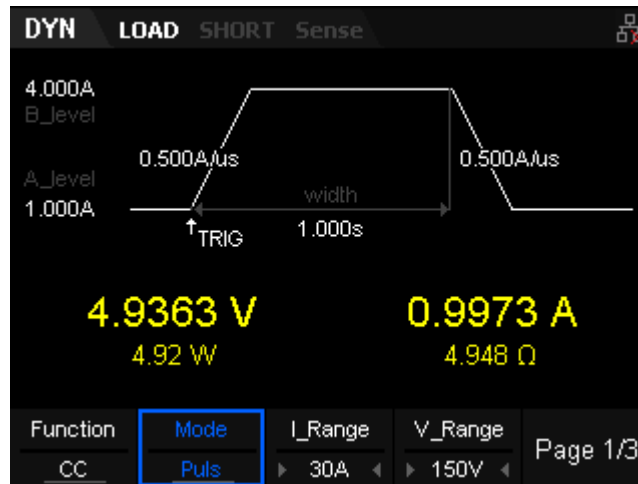 DYN LOAD SHORT Sense
4.000A
B_level
0.500A/us 0.500A/us
A_level
width
1.000A
1.000s
TRIG
4.9363 V 0.9973 A
4.92 W 4.948 Ω
Function Mode I_Range V_Range Page 1/3
CC Puls 30A 150V